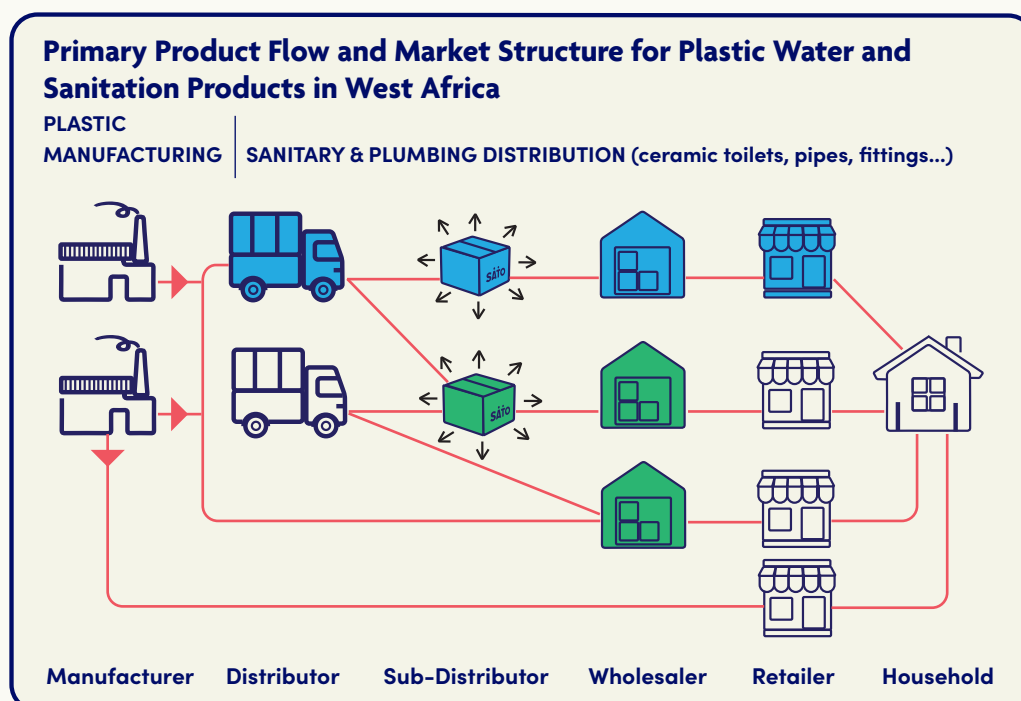 Primary Product Flow and Market Structure for Plastic Water and
Sanitation Products in West Africa
PLASTIC
MANUFACTURING
SANITARY & PLUMBING DISTRIBUTION (ceramic toilets, pipes, fittings...)
SATO
SATO
Manufacturer
Distributor
Sub-Distributor
Wholesaler
Retailer
Household